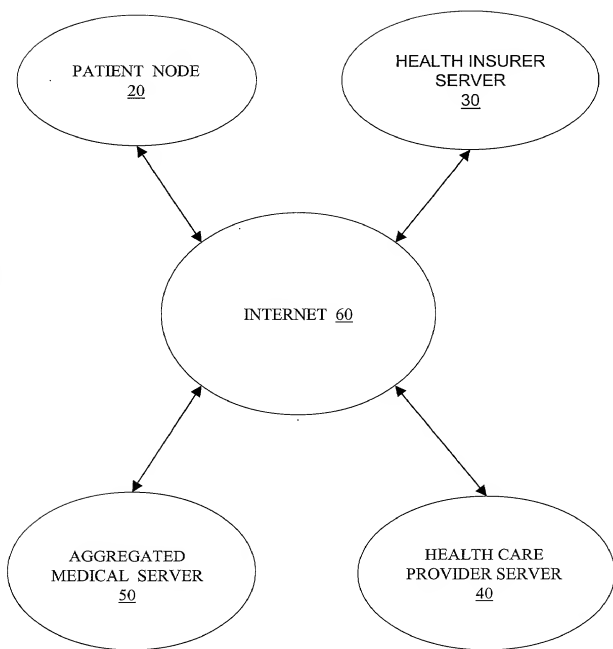 PATIENT NODE
20
HEALTH INSURER
SERVER
30
INTERNET 60
AGGREGATED
MEDICAL SERVER
50
HEALTH CARE
PROVIDER SERVER
40